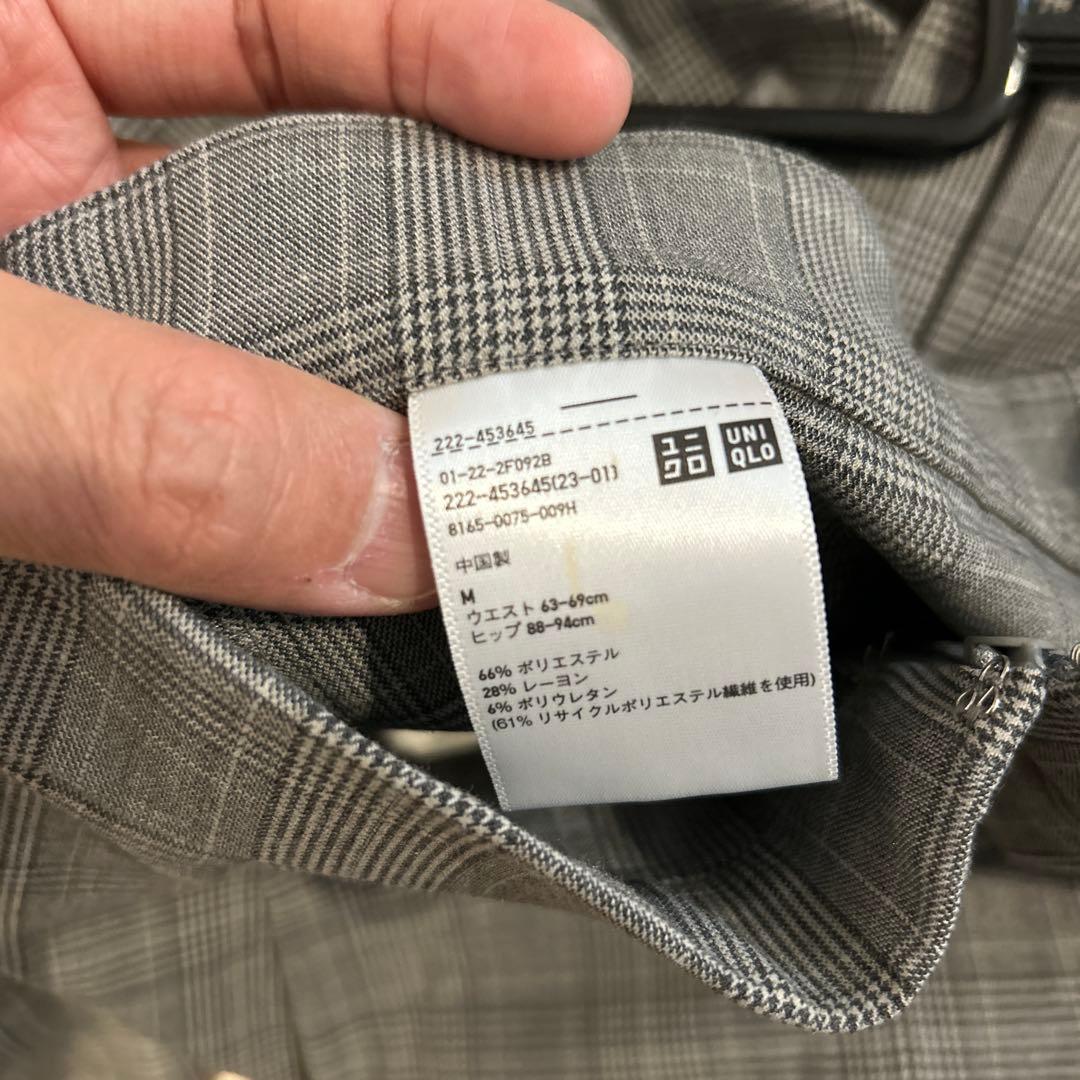 222-453645
ユニ
クロ
UNI
QLO
01-22-2F092B
222-453645(23-01)
8165-0075-009H
中国製
M
ウエスト 63-69cm
ヒップ 88-94cm
66% ポリエステル
28% レーヨン
6% ポリウレタン
(61% リサイクルポリエステル繊維を使用)